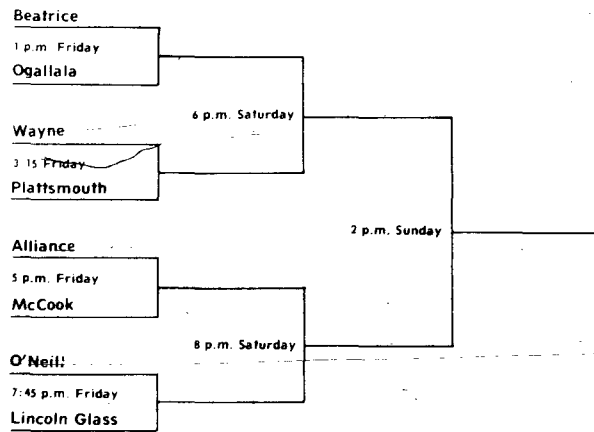 Beatrice
1 p.m. Friday
Ogallala
6 p.m. Saturday
Wayne
3:15 Friday
Plattsmouth
2 p.m. Sunday
Alliance
5 p.m. Friday
McCook
8 p.m. Saturday
O'Neill
7:45 p.m. Friday
Lincoln Glass